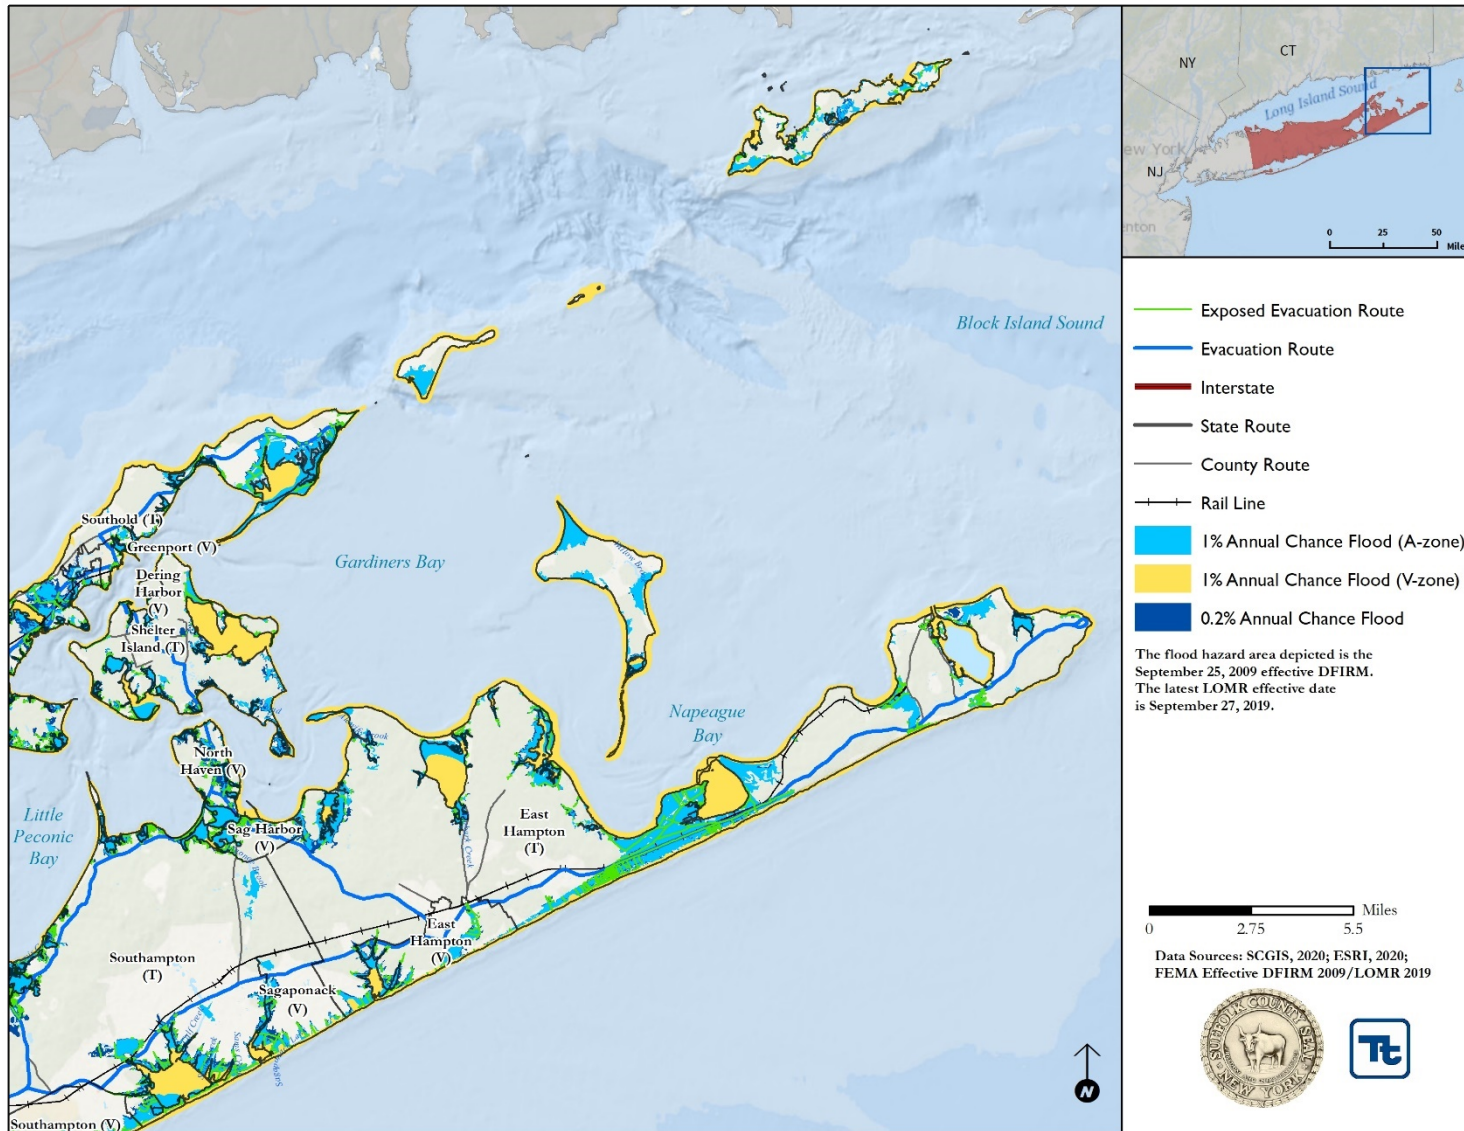 NY
CT
Long Island Sound
NJ
0 25 50
Block Island Sound
Exposed Evacuation Route
Evacuation Route
Interstate
State Route
County Route
Rail Line
1% Annual Chance Flood (A-zone)
1% Annual Chance Flood (V-zone)
0.2% Annual Chance Flood
The flood hazard area depicted is the
September 25, 2009 effective DFIRM.
The latest LOMR effective date
is September 27, 2019.
Southold (T)
Greenport (V)
Gardiners Bay
Dering
Harbor
(V)
Shelter
Island (T)
Napeague
Bay
North
Haven (V)
Little
Peconic
Bay
Sag Harbor
(V)
East
Hampton
(T)
East
Hampton
(V)
Southampton
(T)
Sagaponack
(V)
Southampton (V)
N
Miles
0 2.75 5.5
Data Sources: SCGIS, 2020; ESRI, 2020;
FEMA Effective DFIRM 2009/LOMR 2019
SUFFOLK COUNTY SEAL
NEW YORK
Tt